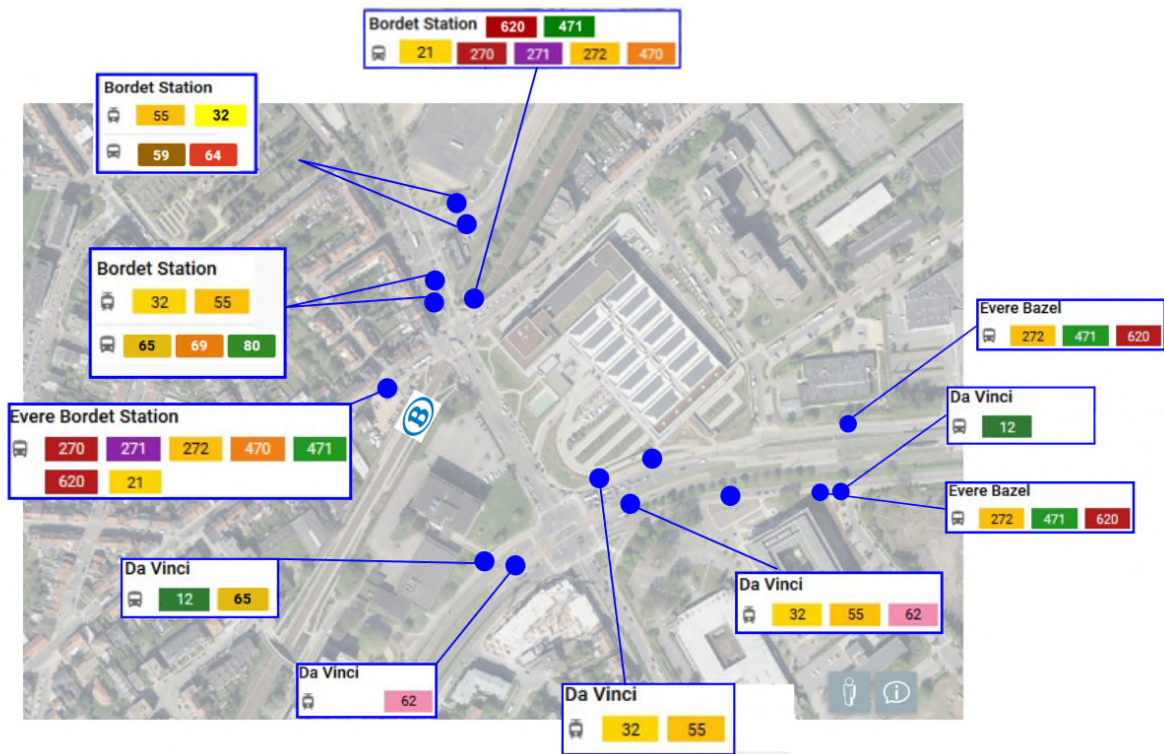 Bordet Station 620 471
21 270 271 272 470
Bordet Station
55 32
59 64
Bordet Station
32 55
65 69 80
Evere Bazel
272 471 620
Da Vinci
12
Evere Bordet Station
270 271 272 470 471
620 21
B
Evere Bazel
272 471 620
Da Vinci
12 65
Da Vinci
32 55 62
Da Vinci
62
Da Vinci
32 55